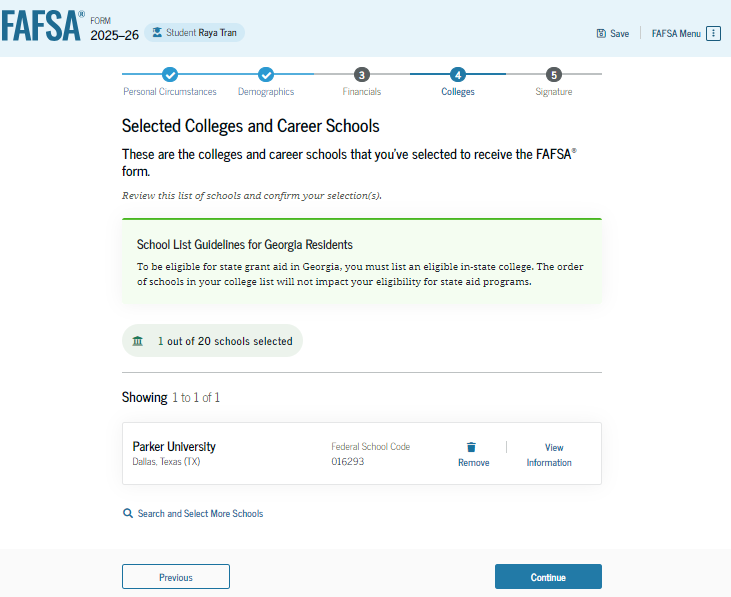 FAFSA®
FORM
2025–26
Student Raya Tran
Save
FAFSA Menu
3
4
5
Personal Circumstances
Demographics
Financials
Colleges
Signature
Selected Colleges and Career Schools
These are the colleges and career schools that you've selected to receive the FAFSA®
form.
Review this list of schools and confirm your selection(s).
School List Guidelines for Georgia Residents
To be eligible for state grant aid in Georgia, you must list an eligible in-state college. The order
of schools in your college list will not impact your eligibility for state aid programs.
1 out of 20 schools selected
Showing 1 to 1 of 1
Parker University
Dallas, Texas (TX)
Federal School Code
016293
Remove
View
Information
Search and Select More Schools
Previous
Continue